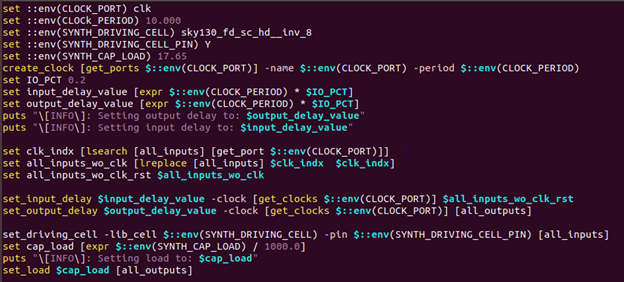 set ::env(CLOCK_PORT) clk
set ::env(CLOCK_PERIOD) 10.000
set ::env(SYNTH_DRIVING_CELL) sky130_fd_sc_hd__inv_8
set ::env(SYNTH_DRIVING_CELL_PIN) Y
set ::env(SYNTH_CAP_LOAD) 17.65
create_clock [get_ports $::env(CLOCK_PORT)] -name $::env(CLOCK_PORT) -period $::env(CLOCK_PERIOD)
set IO_PCT 0.2
set input_delay_value [expr $::env(CLOCK_PERIOD) * $IO_PCT]
set output_delay_value [expr $::env(CLOCK_PERIOD) * $IO_PCT]
puts "\[INFO\]: Setting output delay to: $output_delay_value"
puts "\[INFO\]: Setting input delay to: $input_delay_value"

set clk_indx [lsearch [all_inputs] [get_port $::env(CLOCK_PORT)]]
set all_inputs_wo_clk [lreplace [all_inputs] $clk_indx $clk_indx]
set all_inputs_wo_clk_rst $all_inputs_wo_clk

set_input_delay $input_delay_value -clock [get_clocks $::env(CLOCK_PORT)] $all_inputs_wo_clk_rst
set_output_delay $output_delay_value -clock [get_clocks $::env(CLOCK_PORT)] [all_outputs]

set_driving_cell -lib_cell $::env(SYNTH_DRIVING_CELL) -pin $::env(SYNTH_DRIVING_CELL_PIN) [all_inputs]
set cap_load [expr $::env(SYNTH_CAP_LOAD) / 1000.0]
puts "\[INFO\]: Setting load to: $cap_load"
set_load $cap_load [all_outputs]